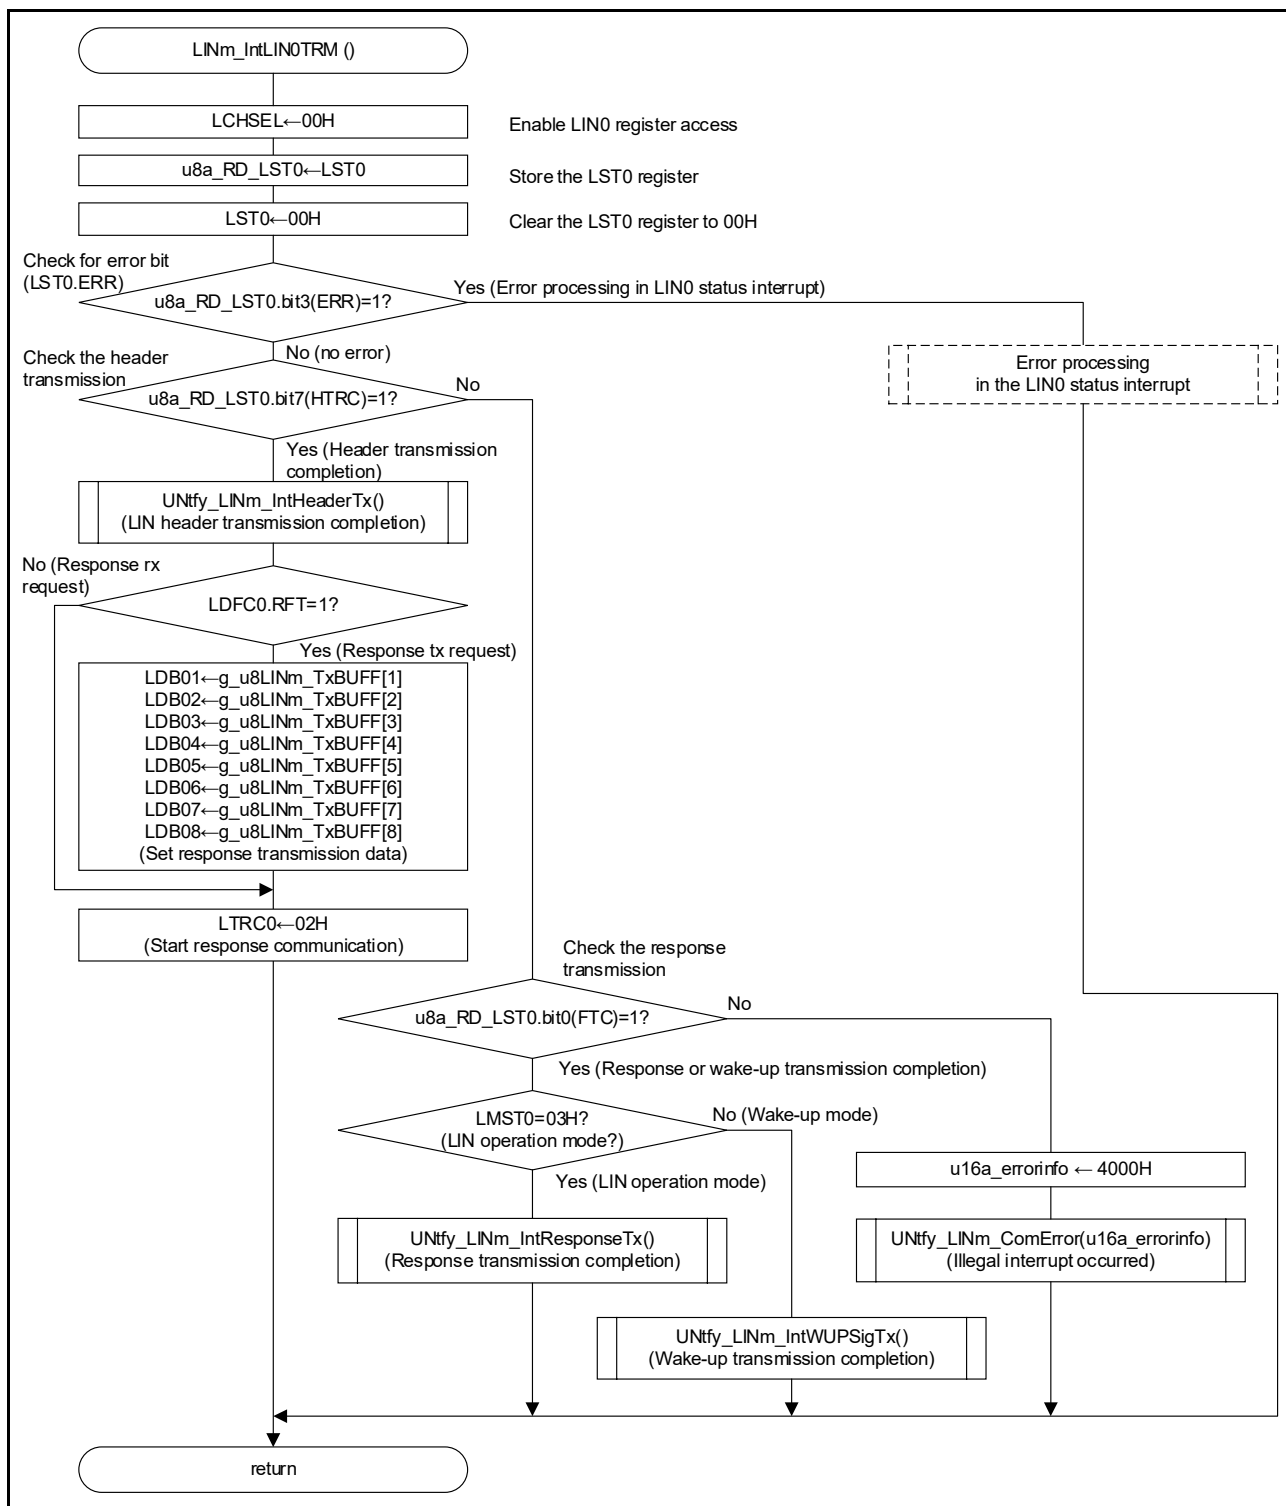 LINm_IntLIN0TRM ()
LCHSEL←00H
Enable LIN0 register access
u8a_RD_LST0←LST0
Store the LST0 register
LST0←00H
Clear the LST0 register to 00H
Check for error bit
(LST0.ERR)
u8a_RD_LST0.bit3(ERR)=1?
Yes (Error processing in LIN0 status interrupt)
No (no error)
Error processing
in the LIN0 status interrupt
Check the header
transmission
u8a_RD_LST0.bit7(HTRC)=1?
No
Yes (Header transmission
completion)
UNtfy_LINm_IntHeaderTx()
(LIN header transmission completion)
No (Response rx
request)
LDFC0.RFT=1?
Yes (Response tx request)
LDB01←g_u8LINm_TxBUFF[1]
LDB02←g_u8LINm_TxBUFF[2]
LDB03←g_u8LINm_TxBUFF[3]
LDB04←g_u8LINm_TxBUFF[4]
LDB05←g_u8LINm_TxBUFF[5]
LDB06←g_u8LINm_TxBUFF[6]
LDB07←g_u8LINm_TxBUFF[7]
LDB08←g_u8LINm_TxBUFF[8]
(Set response transmission data)
LTRC0←02H
(Start response communication)
Check the response
transmission
u8a_RD_LST0.bit0(FTC)=1?
No
Yes (Response or wake-up transmission completion)
LMST0=03H?
(LIN operation mode?)
No (Wake-up mode)
Yes (LIN operation mode)
u16a_errorinfo ← 4000H
UNtfy_LINm_IntResponseTx()
(Response transmission completion)
UNtfy_LINm_ComError(u16a_errorinfo)
(Illegal interrupt occurred)
UNtfy_LINm_IntWUPSigTx()
(Wake-up transmission completion)
return